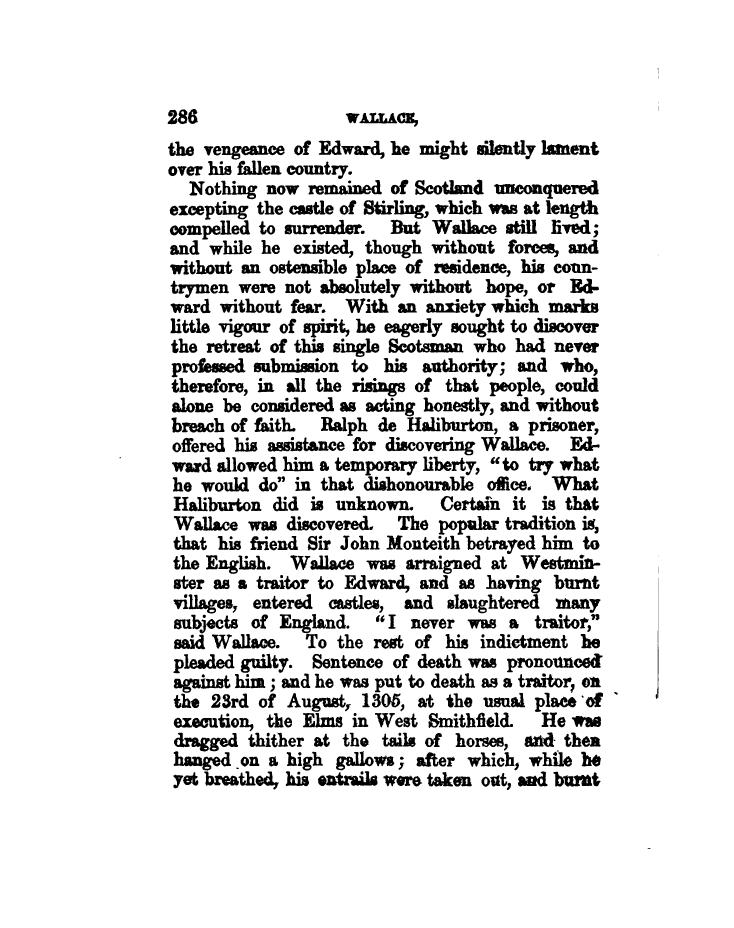 286 WALLACE,
the vengeance of Edward, he might silently lament
over his fallen country.
Nothing now remained of Scotland unconquered
excepting the castle of Stirling, which was at length
compelled to surrender. But Wallace still lived;
and while he existed, though without forces, and
without an ostensible place of residence, his coun-
trymen were not absolutely without hope, or Ed-
ward without fear. With an anxiety which marks
little vigour of spirit, he eagerly sought to discover
the retreat of this single Scotsman who had never
professed submission to his authority; and who,
therefore, in all the risings of that people, could
alone be considered as acting honestly, and without
breach of faith. Ralph de Haliburton, a prisoner,
offered his assistance for discovering Wallace. Ed-
ward allowed him a temporary liberty, "to try what
he would do" in that dishonourable office. What
Haliburton did is unknown. Certain it is that
Wallace was discovered. The popular tradition is,
that his friend Sir John Monteith betrayed him to
the English. Wallace was arraigned at Westmin-
ster as a traitor to Edward, and as having burnt
villages, entered castles, and slaughtered many
subjects of England. "I never was a traitor,"
said Wallace. To the rest of his indictment he
pleaded guilty. Sentence of death was pronounced
against him; and he was put to death as a traitor, on
the 23rd of August, 1305, at the usual place of
execution, the Elms in West Smithfield. He was
dragged thither at the tails of horses, and then
hanged on a high gallows; after which, while he
yet breathed, his entrails were taken out, and burnt